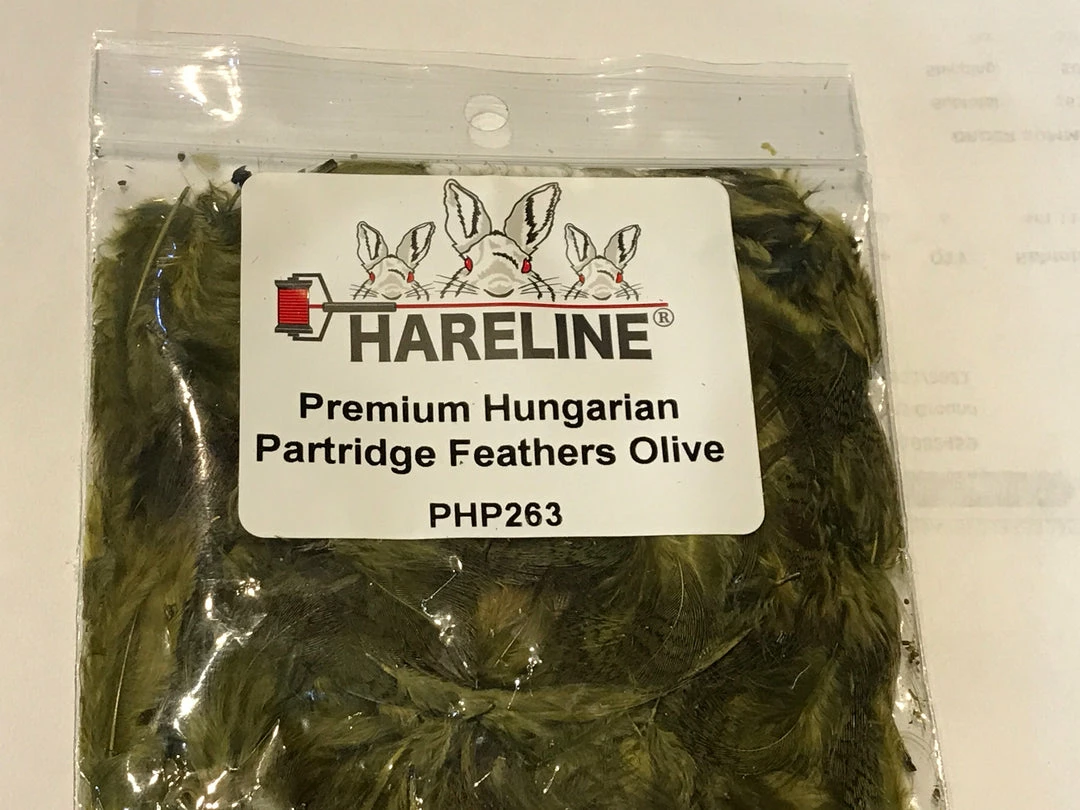 HARELINE®
Premium Hungarian
Partridge Feathers Olive
PHP263